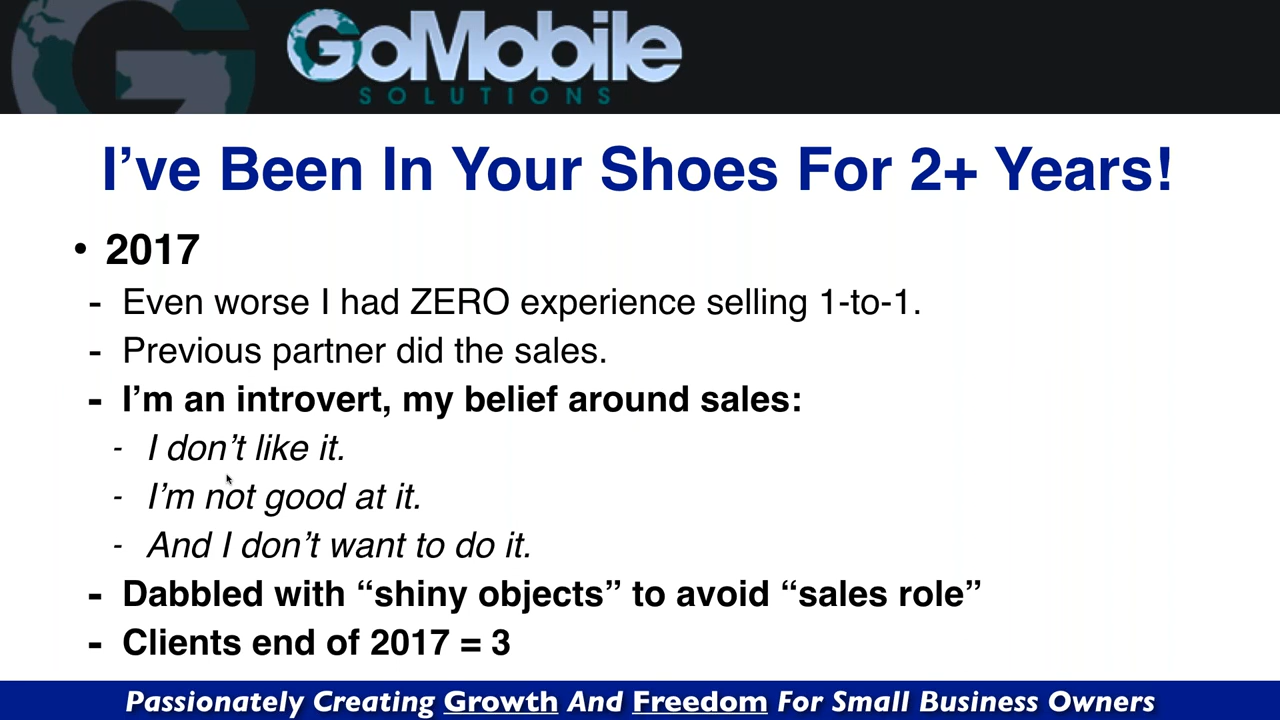 GoMobile
SOLUTIONS
I’ve Been In Your Shoes For 2+ Years!
• 2017
- Even worse I had ZERO experience selling 1-to-1.
- Previous partner did the sales.
- I’m an introvert, my belief around sales:
- I don’t like it.
- I’m not good at it.
- And I don’t want to do it.
- Dabbled with “shiny objects” to avoid “sales role”
- Clients end of 2017 = 3
Passionately Creating Growth And Freedom For Small Business Owners